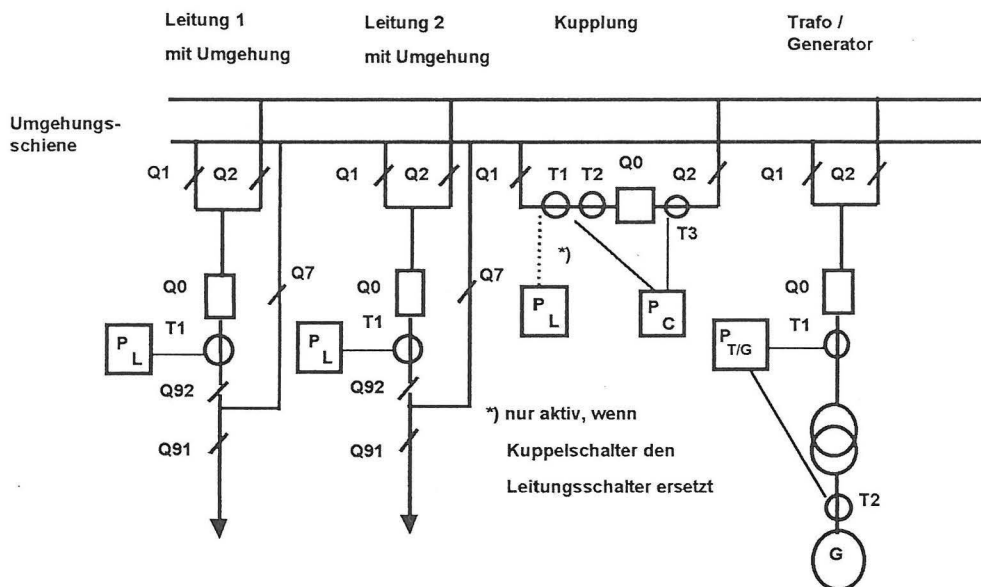 Leitung 1
mit Umgehung
Leitung 2
mit Umgehung
Kupplung
Trafo /
Generator
Umgehungs-
schiene
Q1
Q2
Q1
Q2
Q1
T1
T2
Q0
Q2
Q1
Q2
T3
*)
Q0
Q7
Q0
Q7
Q0
T1
T1
T1
P
L
P
L
P
L
P
C
P
T/G
Q92
Q92
Q91
Q91
*) nur aktiv, wenn
Kuppelschalter den
Leitungsschalter ersetzt
T2
G